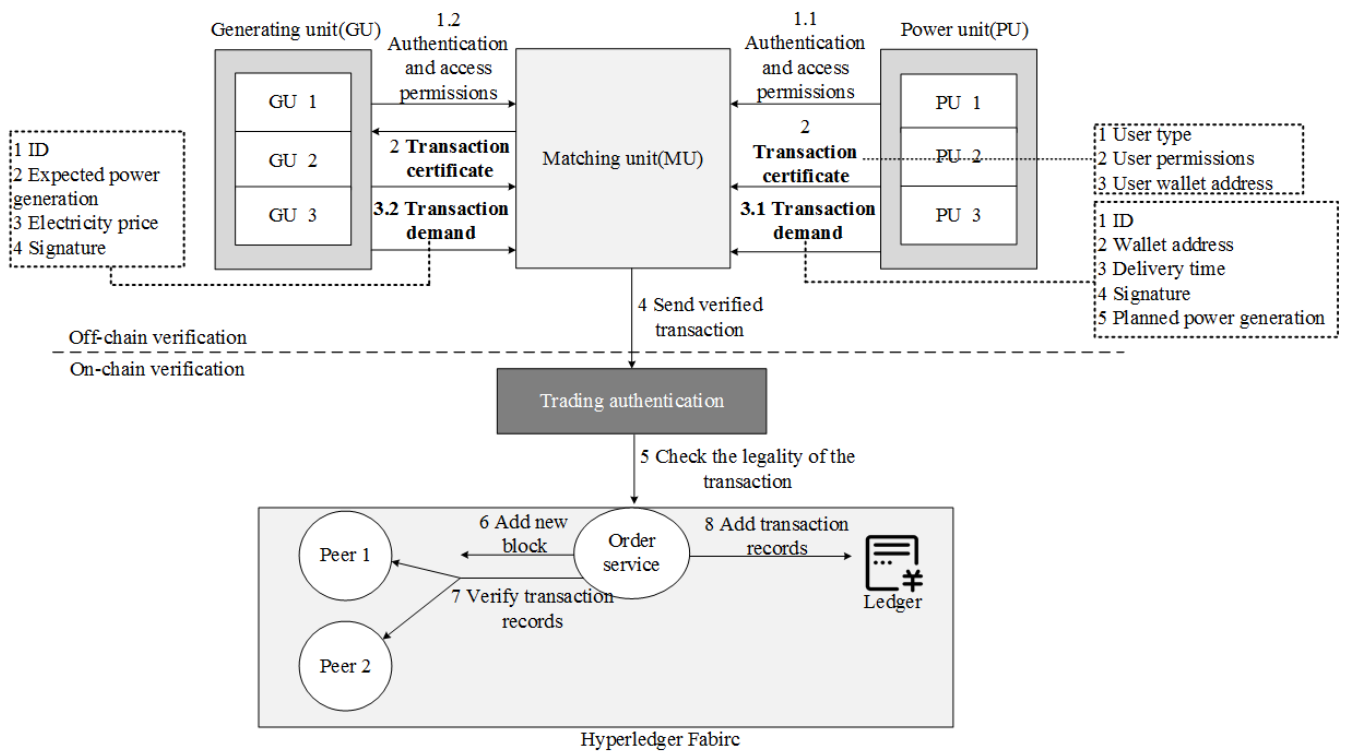 Generating unit(GU)
GU 1
GU 2
GU 3
1.2
Authentication
and access
permissions
2 Transaction
certificate
3.2 Transaction
demand
1 ID
2 Expected power
generation
3 Electricity price
4 Signature
Matching unit(MU)
1.1
Authentication
and access
permissions
2
Transaction
certificate
3.1 Transaction
demand
Power unit(PU)
PU 1
PU 2
PU 3
1 User type
2 User permissions
3 User wallet address
1 ID
2 Wallet address
3 Delivery time
4 Signature
5 Planned power generation
4 Send verified
transaction
Off-chain verification
On-chain verification
Trading authentication
5 Check the legality of the
transaction
Peer 1
Peer 2
6 Add new
block
Order
service
7 Verify transaction
records
8 Add transaction
records
¥
Ledger
Hyperledger Fabirc